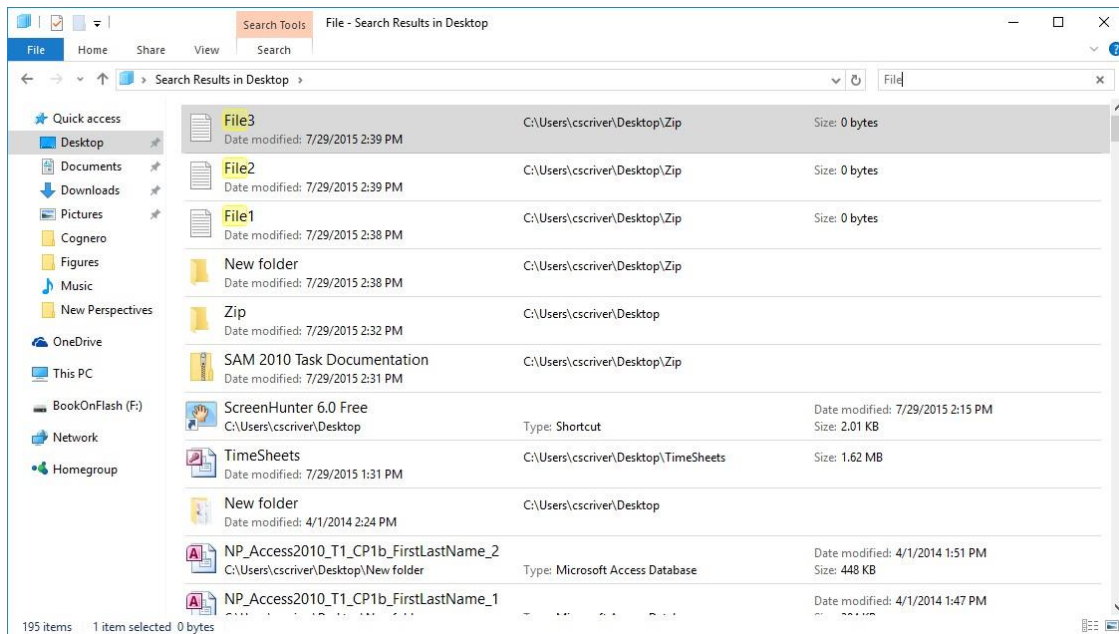 Search Tools
File - Search Results in Desktop
File
Home
Share
View
Search
Search Results in Desktop
File
Quick access
Desktop
Documents
Downloads
Pictures
Cognero
Figures
Music
New Perspectives
OneDrive
This PC
BookOnFlash (F:)
Network
Homegroup
File3 C:\Users\cscriver\Desktop\Zip Size: 0 bytes
Date modified: 7/29/2015 2:39 PM
File2 C:\Users\cscriver\Desktop\Zip Size: 0 bytes
Date modified: 7/29/2015 2:39 PM
File1 C:\Users\cscriver\Desktop\Zip Size: 0 bytes
Date modified: 7/29/2015 2:38 PM
New folder C:\Users\cscriver\Desktop\Zip
Date modified: 7/29/2015 2:38 PM
Zip C:\Users\cscriver\Desktop
Date modified: 7/29/2015 2:32 PM
SAM 2010 Task Documentation C:\Users\cscriver\Desktop\Zip
Date modified: 7/29/2015 2:31 PM
ScreenHunter 6.0 Free Date modified: 7/29/2015 2:15 PM
C:\Users\cscriver\Desktop Type: Shortcut Size: 2.01 KB
TimeSheets C:\Users\cscriver\Desktop\TimeSheets Size: 1.62 MB
Date modified: 7/29/2015 1:31 PM
New folder C:\Users\cscriver\Desktop
Date modified: 4/1/2014 2:24 PM
NP_Access2010_T1_CP1b_FirstLastName_2 Date modified: 4/1/2014 1:51 PM
C:\Users\cscriver\Desktop\New folder Type: Microsoft Access Database Size: 448 KB
NP_Access2010_T1_CP1b_FirstLastName_1 Date modified: 4/1/2014 1:47 PM
195 items 1 item selected 0 bytes